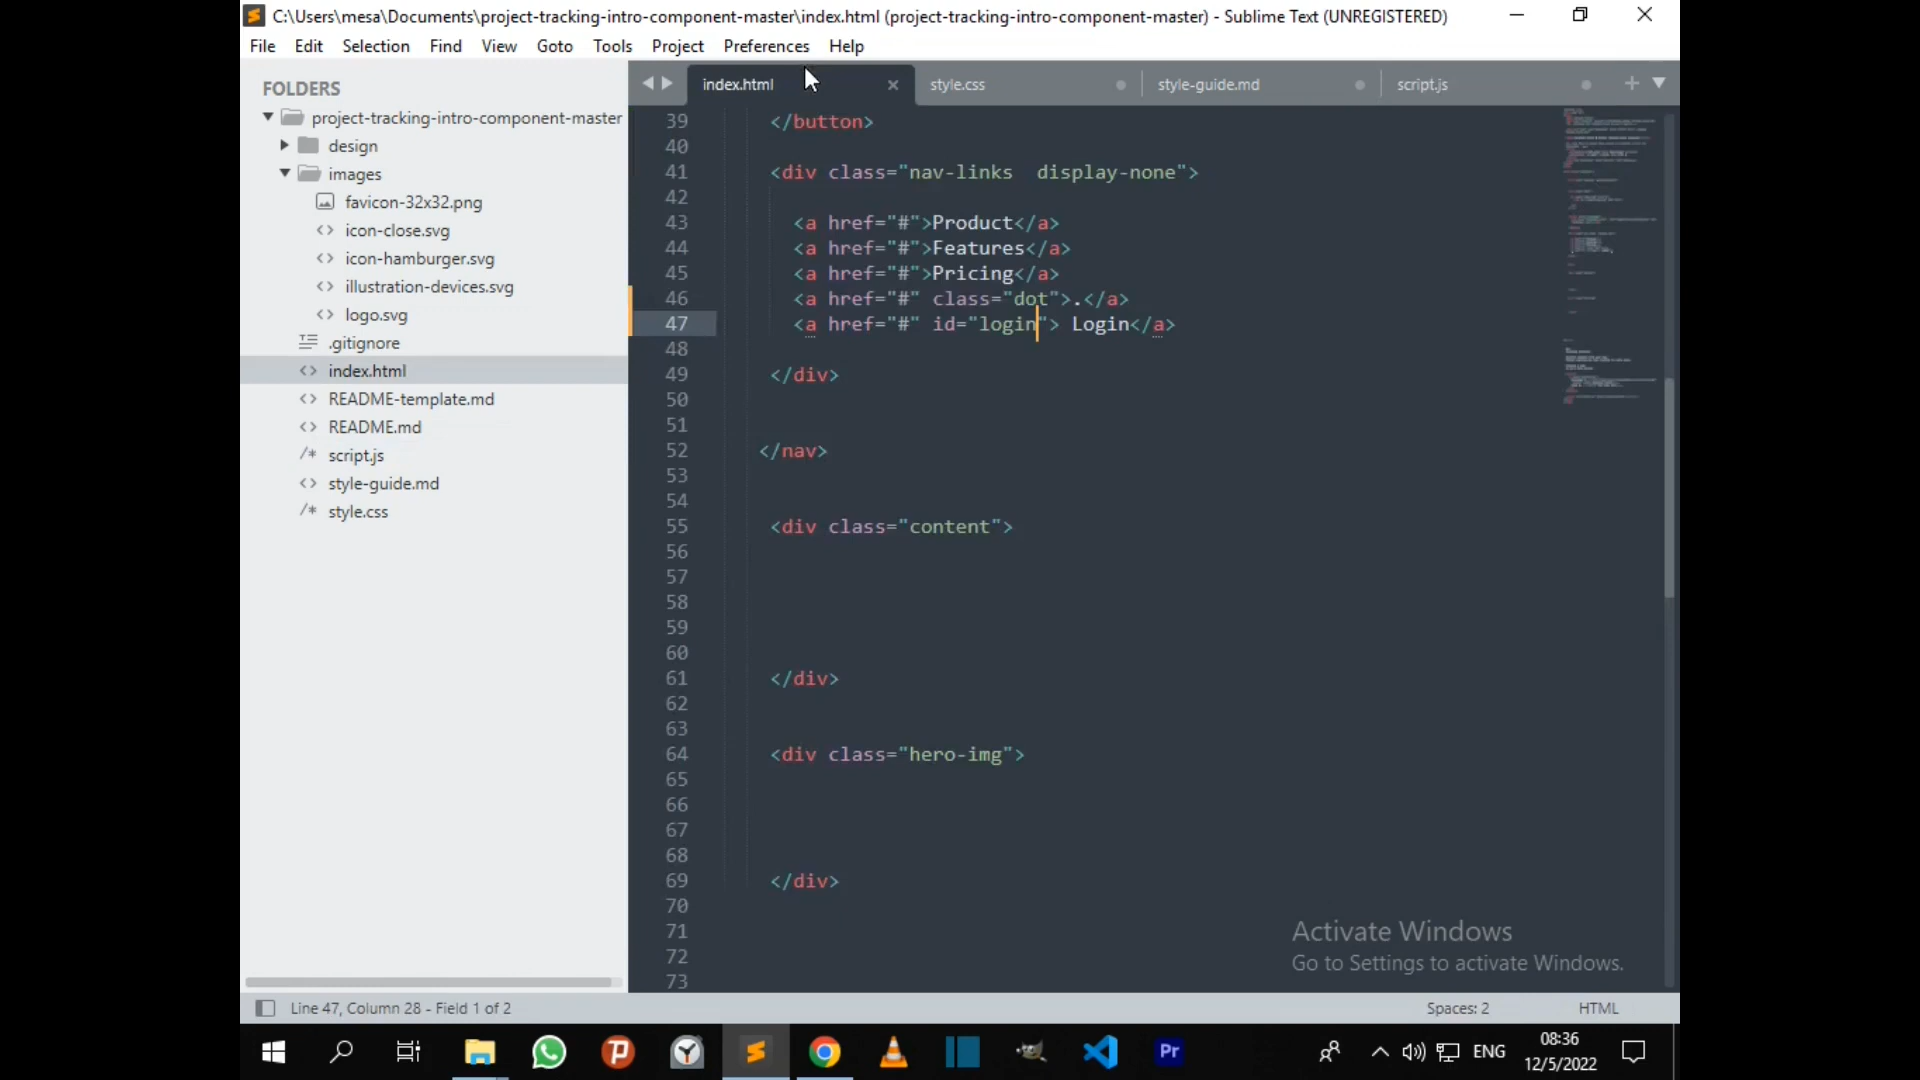 C:\Users\mesa\Documents\project-tracking-intro-component-master\index.html (project-tracking-intro-component-master) - Sublime Text (UNREGISTERED)
File Edit Selection Find View Goto Tools Project Preferences Help
FOLDERS
project-tracking-intro-component-master
design
images
favicon-32x32.png
icon-close.svg
icon-hamburger.svg
illustration-devices.svg
logo.svg
.gitignore
index.html
README-template.md
README.md
script.js
style-guide.md
style.css
index.html style.css style-guide.md script.js
39 </button>
40
41 <div class="nav-links  display-none">
42
43 <a href="#">Product</a>
44 <a href="#">Features</a>
45 <a href="#">Pricing</a>
46 <a href="#" class="dot">.</a>
47 <a href="#" id="login"> Login</a>
48
49 </div>
50
51
52 </nav>
53
54
55 <div class="content">
56
57
58
59
60
61 </div>
62
63
64 <div class="hero-img">
65
66
67
68
69 </div>
70
71
72
73
Activate Windows
Go to Settings to activate Windows.
Line 47, Column 28 - Field 1 of 2
Spaces: 2
HTML
ENG
08:36
12/5/2022
Pr